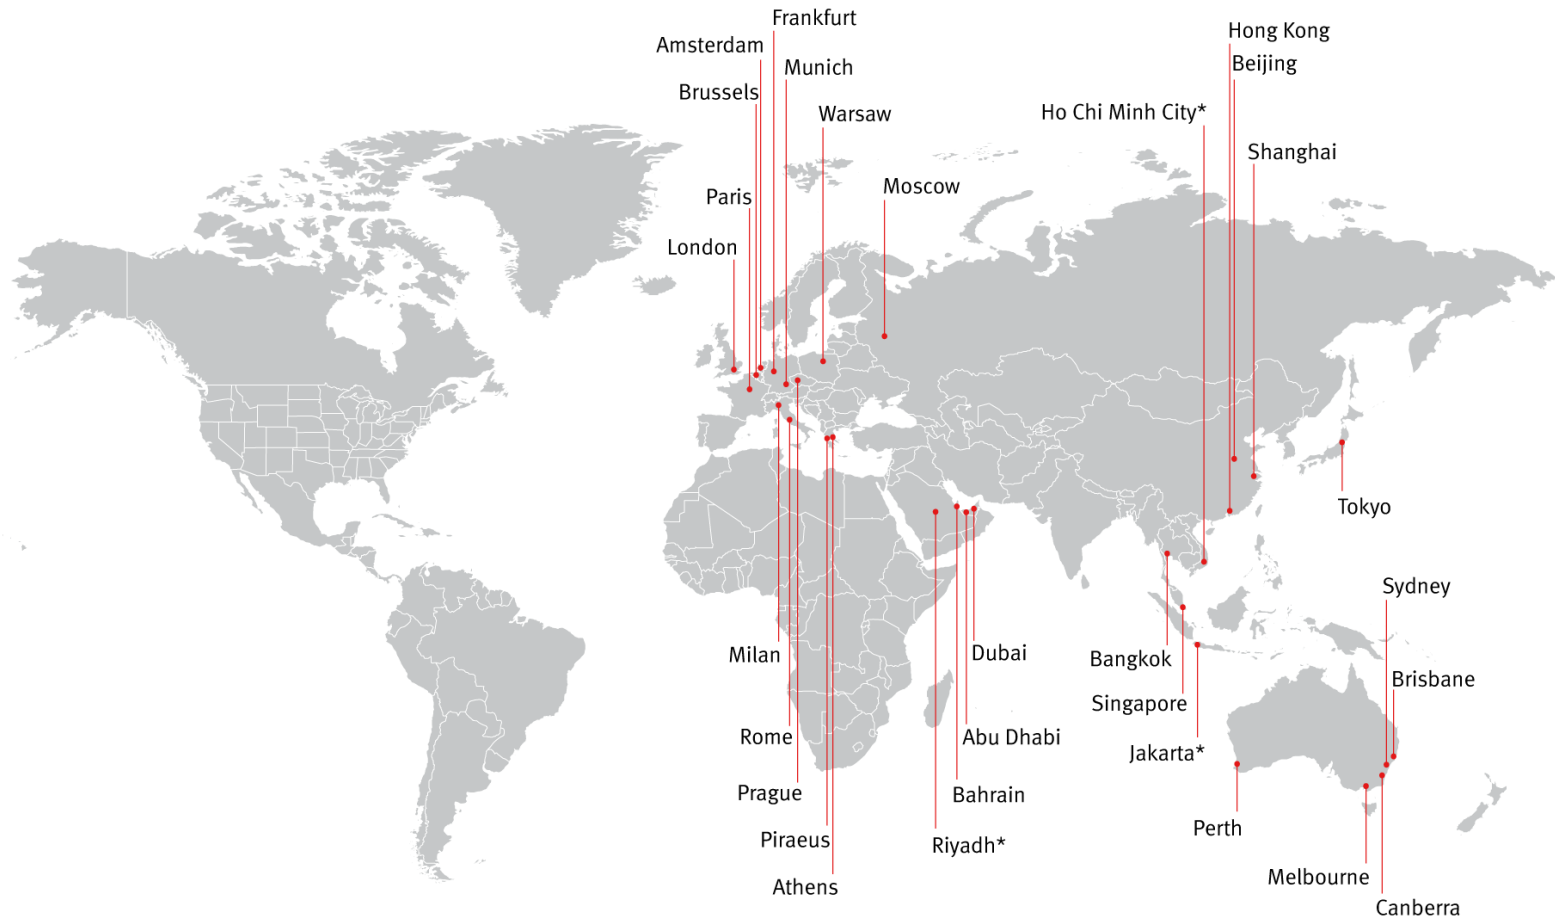 Frankfurt
Hong Kong
Amsterdam
Beijing
Munich
Brussels
Ho Chi Minh City*
Warsaw
Shanghai
Moscow
Paris
London
Tokyo
Sydney
Milan
Dubai
Bangkok
Brisbane
Singapore
Rome
Abu Dhabi
Jakarta*
Prague
Bahrain
Perth
Piraeus
Riyadh*
Melbourne
Athens
Canberra